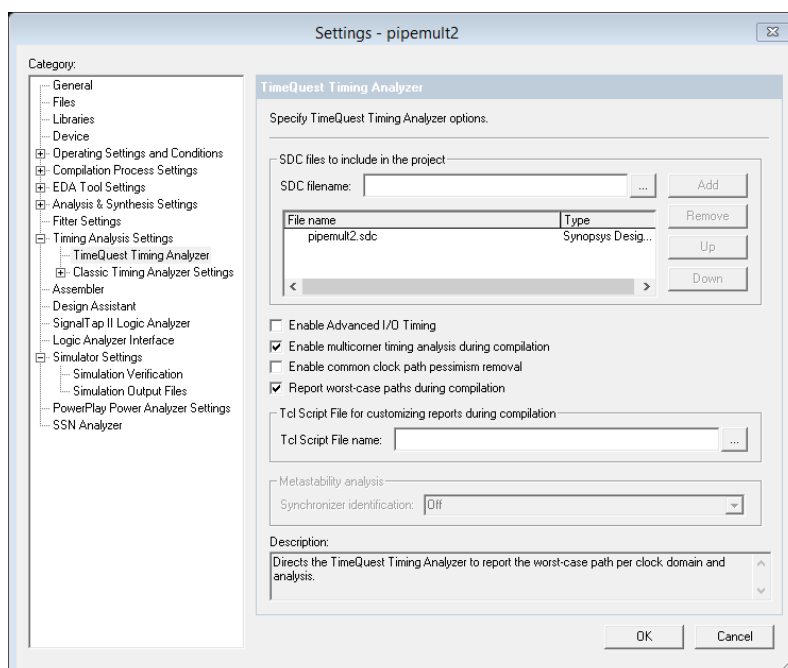 Settings - pipemult2
Category:
General
Files
Libraries
Device
Operating Settings and Conditions
Compilation Process Settings
EDA Tool Settings
Analysis & Synthesis Settings
Fitter Settings
Timing Analysis Settings
TimeQuest Timing Analyzer
Classic Timing Analyzer Settings
Assembler
Design Assistant
SignalTap II Logic Analyzer
Logic Analyzer Interface
Simulator Settings
Simulation Verification
Simulation Output Files
PowerPlay Power Analyzer Settings
SSN Analyzer
TimeQuest Timing Analyzer
Specify TimeQuest Timing Analyzer options.
SDC files to include in the project
SDC filename: ... Add
File name Type Remove
pipemult2.sdc Synopsys Desig...
Up
Down
Enable Advanced I/O Timing
Enable multicorner timing analysis during compilation
Enable common clock path pessimism removal
Report worst-case paths during compilation
Tcl Script File for customizing reports during compilation
Tcl Script File name: ...
Metastability analysis
Synchronizer identification: Off
Description:
Directs the TimeQuest Timing Analyzer to report the worst-case path per clock domain and
analysis.
OK Cancel